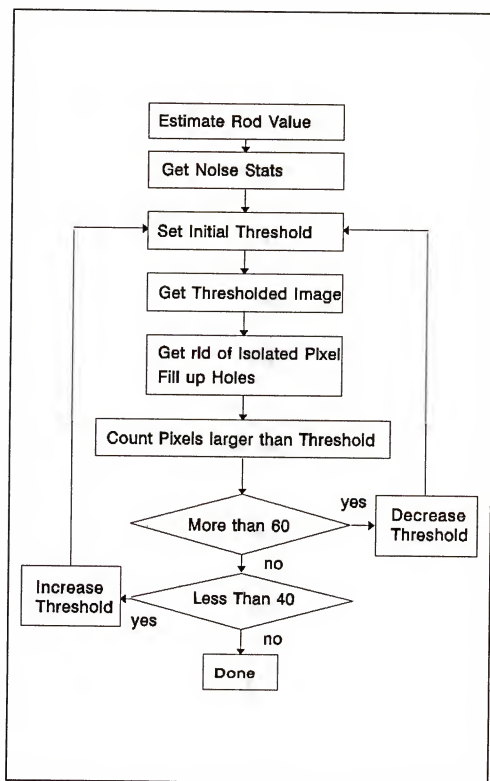 Estimate Rod Value
Get Noise Stats
Set Initial Threshold
Get Thresholded Image
Get rid of Isolated Pixel
Fill up Holes
Count Pixels larger than Threshold
More than 60
yes
Decrease
Threshold
no
Less Than 40
yes
Increase
Threshold
no
Done